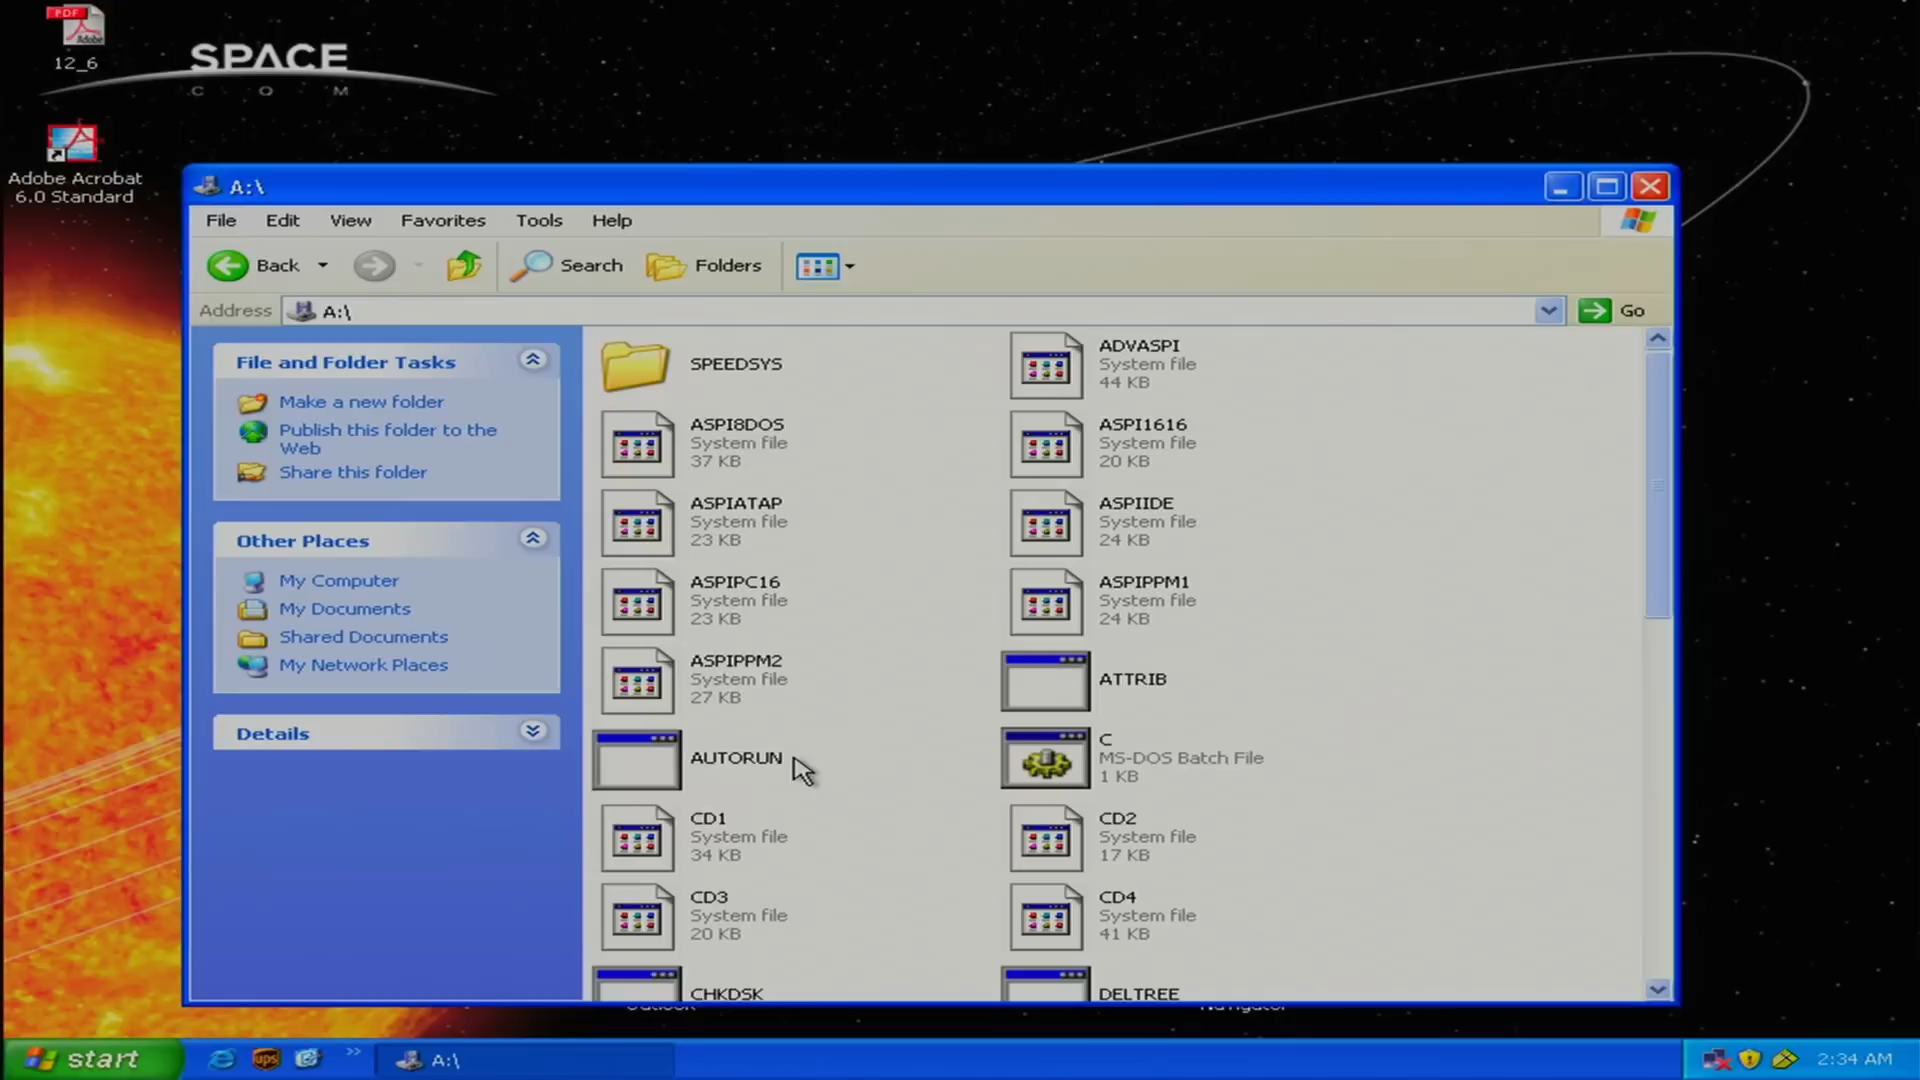 PDF
Adobe
12_6
SPACE
C O M
Adobe Acrobat
6.0 Standard
A:\
File Edit View Favorites Tools Help
Back Search Folders
Address A:\ Go
File and Folder Tasks
Make a new folder
Publish this folder to the
Web
Share this folder
Other Places
My Computer
My Documents
Shared Documents
My Network Places
Details
SPEEDSYS
ADVASPI
System file
44 KB
ASPI8DOS
System file
37 KB
ASPI1616
System file
20 KB
ASPIATAP
System file
23 KB
ASPIIDE
System file
24 KB
ASPIPC16
System file
23 KB
ASPIPPM1
System file
24 KB
ASPIPPM2
System file
27 KB
ATTRIB
AUTORUN
C
MS-DOS Batch File
1 KB
CD1
System file
34 KB
CD2
System file
17 KB
CD3
System file
20 KB
CD4
System file
41 KB
CHKDSK
DELTREE
Outlook
Navigator
start
ups
A:\
2:34 AM